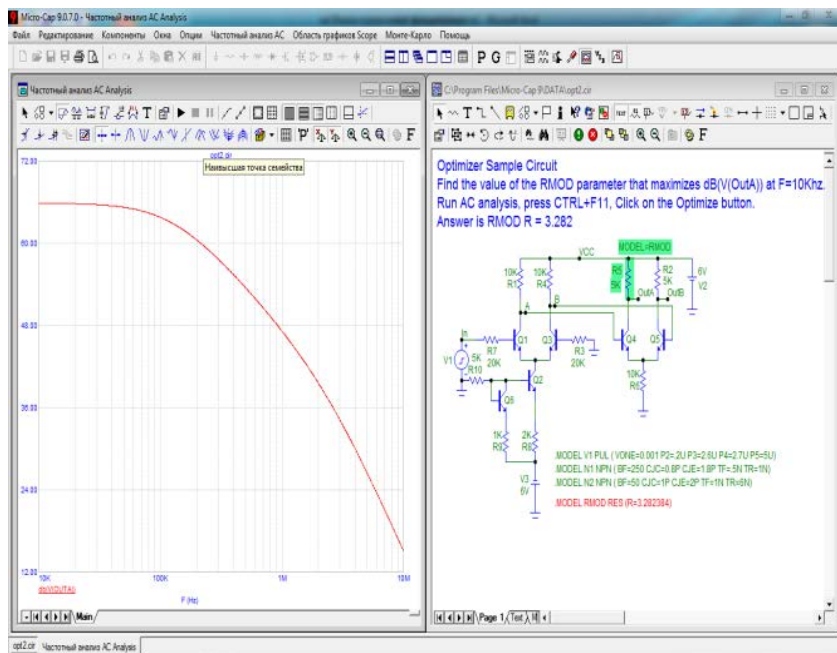 Micro-Cap 9.0.7.0 - Частотный анализ AC Analysis
Файл Редактирование Компоненты Окна Опции Частотный анализ AC Область графиков Scope Монте-Карло Помощь
P G
Частотный анализ AC Analysis
T
F
opt2.cir
Наивысшая точка семейства
72.00
60.00
48.00
36.00
24.00
12.00
10K 100K 1M 10M
db(V(OUTA))
F (Hz)
Main
C:\Program Files\Micro-Cap 9\DATA\opt2.cir
F
Optimizer Sample Circuit
Find the value of the RMOD parameter that maximizes dB(V(OutA)) at F=10Khz.
Run AC analysis, press CTRL+F11, Click on the Optimize button.
Answer is RMOD R = 3.282
MODEL=RMOD
VCC
10K
R1
10K
R4
R5
5K
R2
5K
6V
V2
OutA
OutB
A
B
In
Q1
Q3
Q4
Q5
R7
20K
R3
20K
V1
5K
R10
Q2
Q6
10K
R6
1K
R9
2K
R8
V3
6V
.MODEL V1 PUL ( VONE=0.001 P2=.2U P3=2.6U P4=2.7U P5=5U)
.MODEL N1 NPN ( BF=250 CJC=0.8P CJE=1.8P TF=.5N TR=1N)
.MODEL N2 NPN ( BF=50 CJC=1P CJE=2P TF=1N TR=5N)
.MODEL RMOD RES (R=3.282384)
Page 1 Text
opt2.cir Частотный анализ AC Analysis